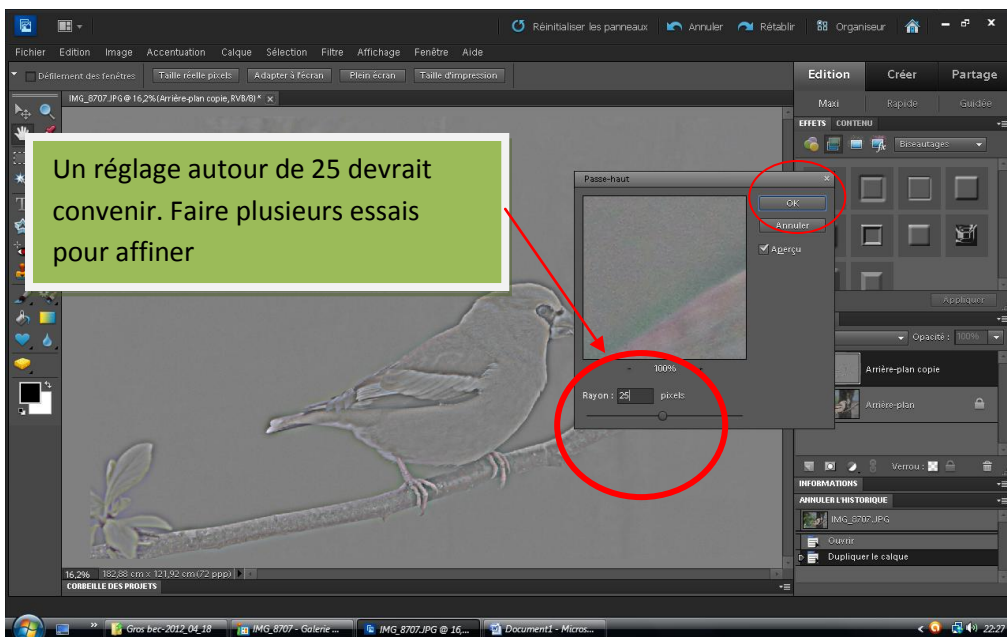 Réinitialiser les panneaux Annuler Rétablir Organiseur
Fichier Edition Image Accentuation Calque Sélection Filtre Affichage Fenêtre Aide
Défilement des fenêtres Taille réelle pixels Adapter à l'écran Plein écran Taille d'impression
Edition Créer Partage
IMG_8707.JPG @ 16,2% (Arrière-plan copie, RVB/8) * x
Maxi Rapide Guidée
EFFETS CONTENU
Biseautages
Un réglage autour de 25 devrait
convenir. Faire plusieurs essais
pour affiner
Passe-haut x
OK
Annuler
Aperçu
- 100%
Rayon : 25 pixels
Appliquer
Opacité : 100%
Arrière-plan copie
Arrière-plan
Verrou :
INFORMATIONS
ANNULER L'HISTORIQUE
IMG_8707.JPG
Ouvrir
Dupliquer le calque
16,2% 182,88 cm x 121,92 cm (72 ppp)
CORBEILLE DES PROJETS
Gros bec-2012_04_18 IMG_8707 - Galerie ... IMG_8707.JPG @ 16,... Document1 - Micros... 22:27